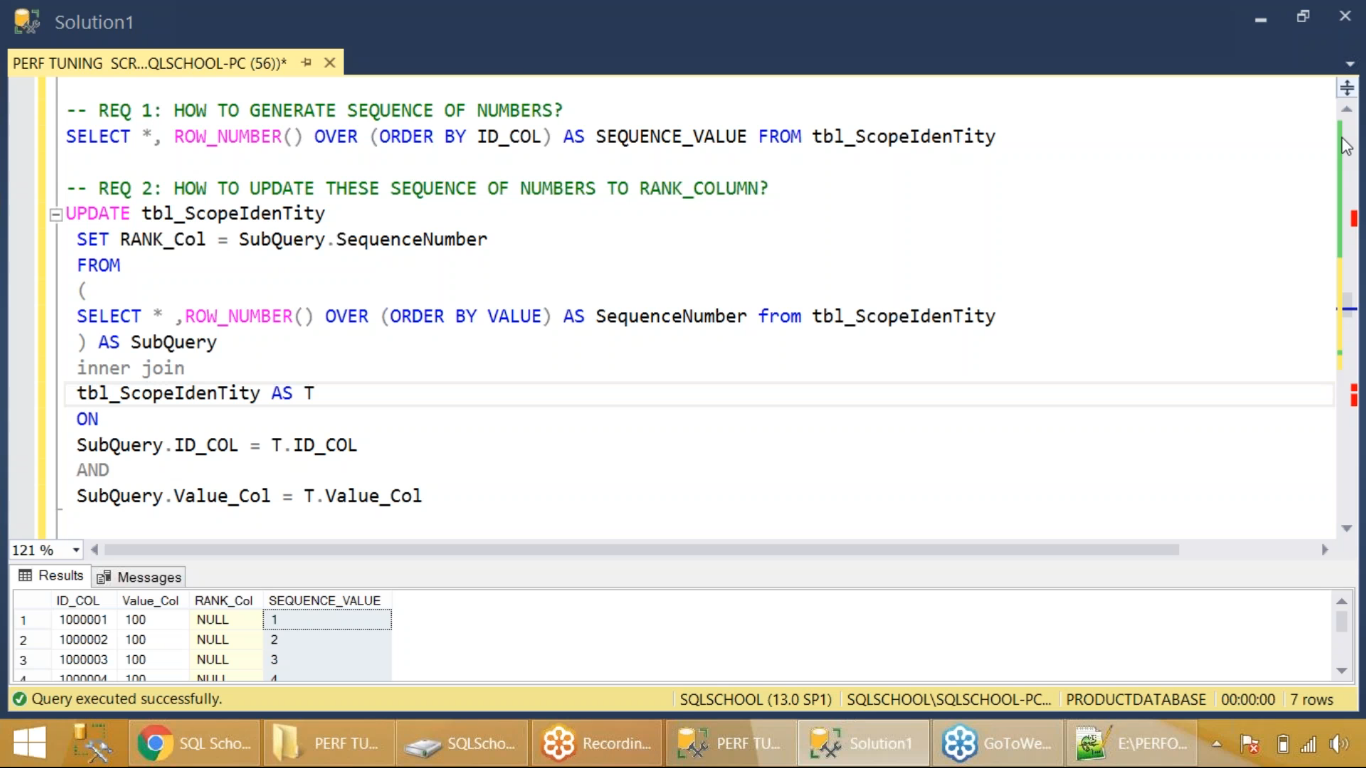 Solution1
PERF TUNING SCR...QLSCHOOL-PC (56))*
-- REQ 1: HOW TO GENERATE SEQUENCE OF NUMBERS?
SELECT *, ROW_NUMBER() OVER (ORDER BY ID_COL) AS SEQUENCE_VALUE FROM tbl_ScopeIdenTity
-- REQ 2: HOW TO UPDATE THESE SEQUENCE OF NUMBERS TO RANK_COLUMN?
UPDATE tbl_ScopeIdenTity
SET RANK_Col = SubQuery.SequenceNumber
FROM
(
SELECT * ,ROW_NUMBER() OVER (ORDER BY VALUE) AS SequenceNumber from tbl_ScopeIdenTity
) AS SubQuery
inner join
tbl_ScopeIdenTity AS T
ON
SubQuery.ID_COL = T.ID_COL
AND
SubQuery.Value_Col = T.Value_Col
121 %
Results Messages
ID_COL Value_Col RANK_Col SEQUENCE_VALUE
1 1000001 100 NULL 1
2 1000002 100 NULL 2
3 1000003 100 NULL 3
4 1000004 100 NULL 4
Query executed successfully. SQLSCHOOL (13.0 SP1) SQLSCHOOL\SQLSCHOOL-PC... PRODUCTDATABASE 00:00:00 7 rows
SQL Scho... PERF TU... SQLScho... Recordin... PERF TU... Solution1 GoToWe... E:\PERFO...